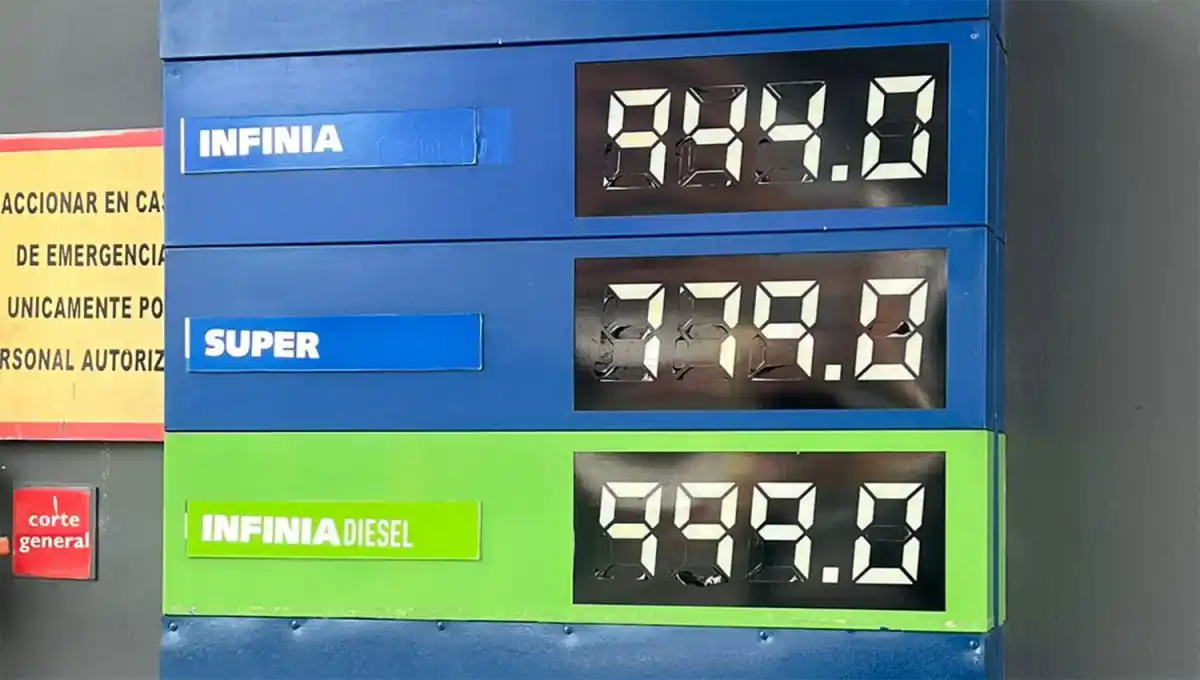 ACCIONAR EN CAS
DE EMERGENCIA
UNICAMENTE PO
RSONAL AUTORIZ
corte
general
INFINIA 944.0
SUPER 779.0
INFINIA DIESEL 999.0